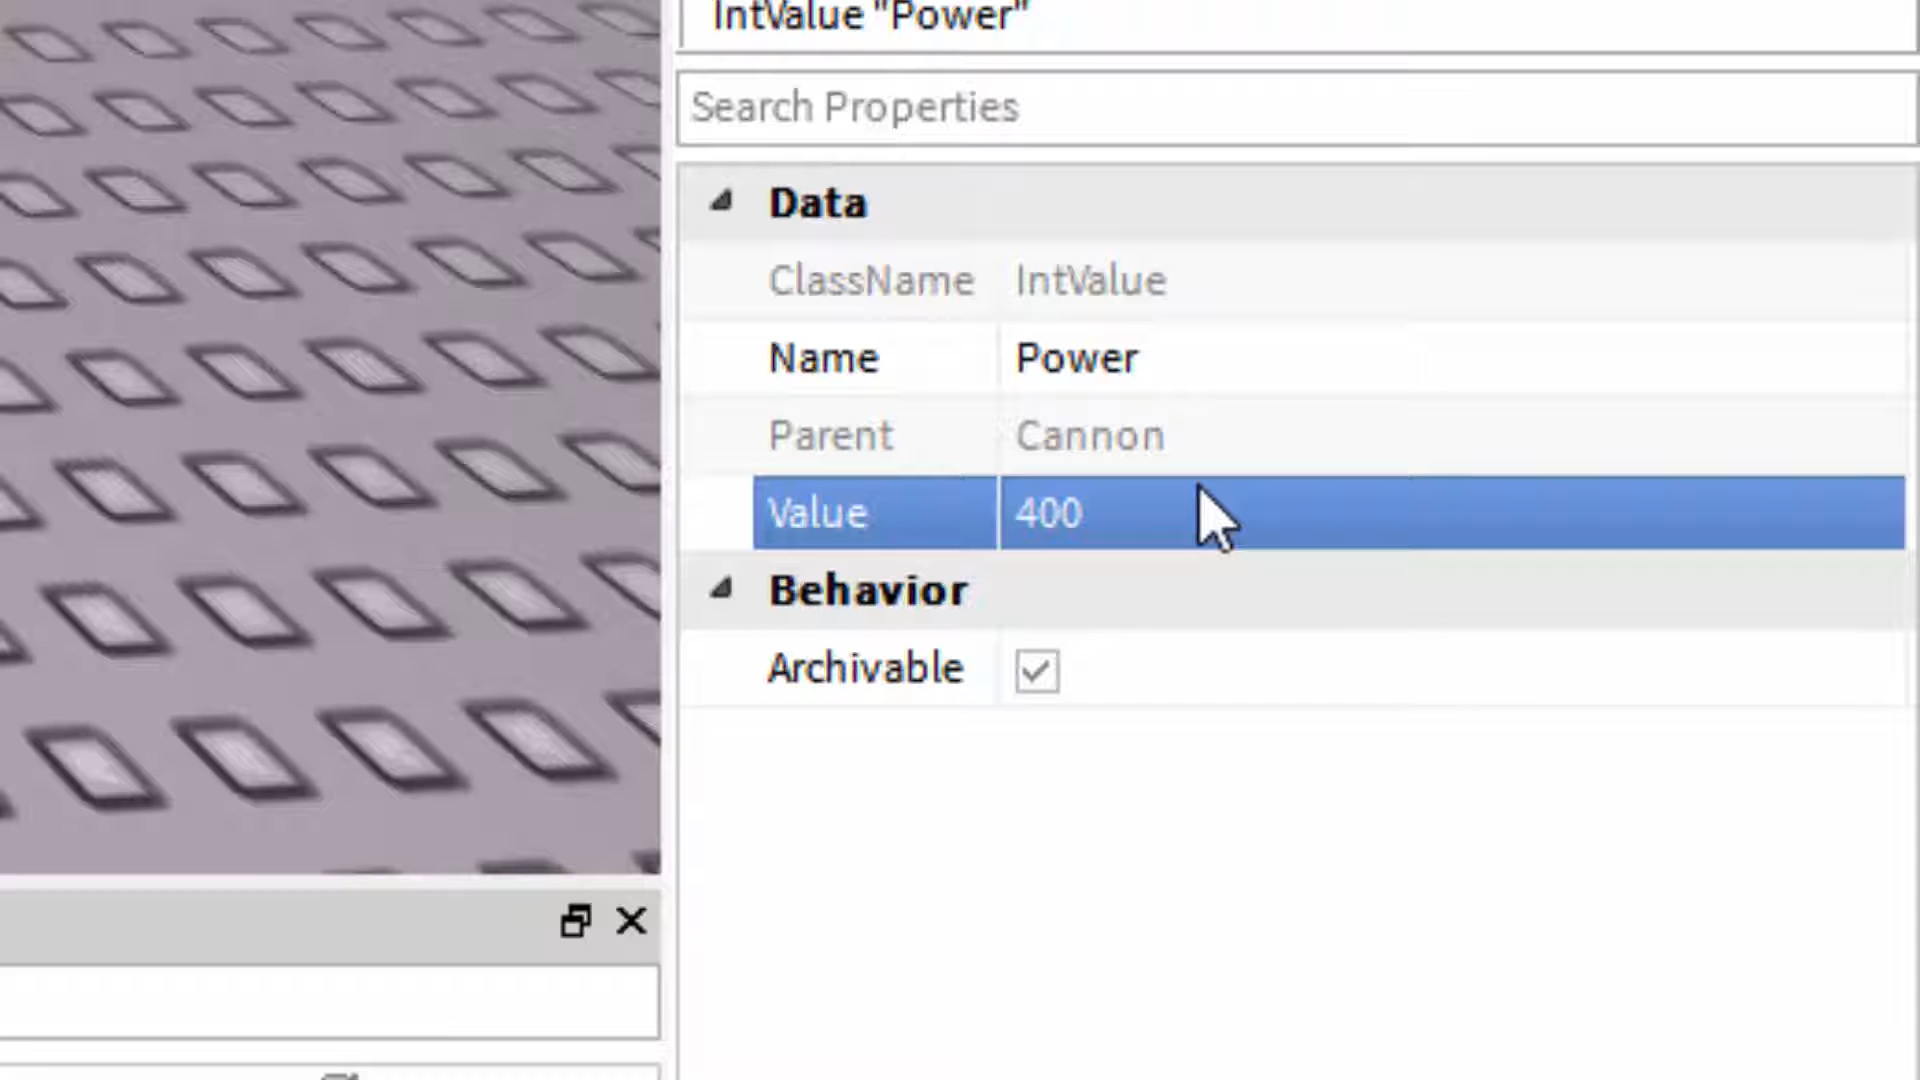 IntValue "Power"
Search Properties
Data
ClassName IntValue
Name Power
Parent Cannon
Value 400
Behavior
Archivable